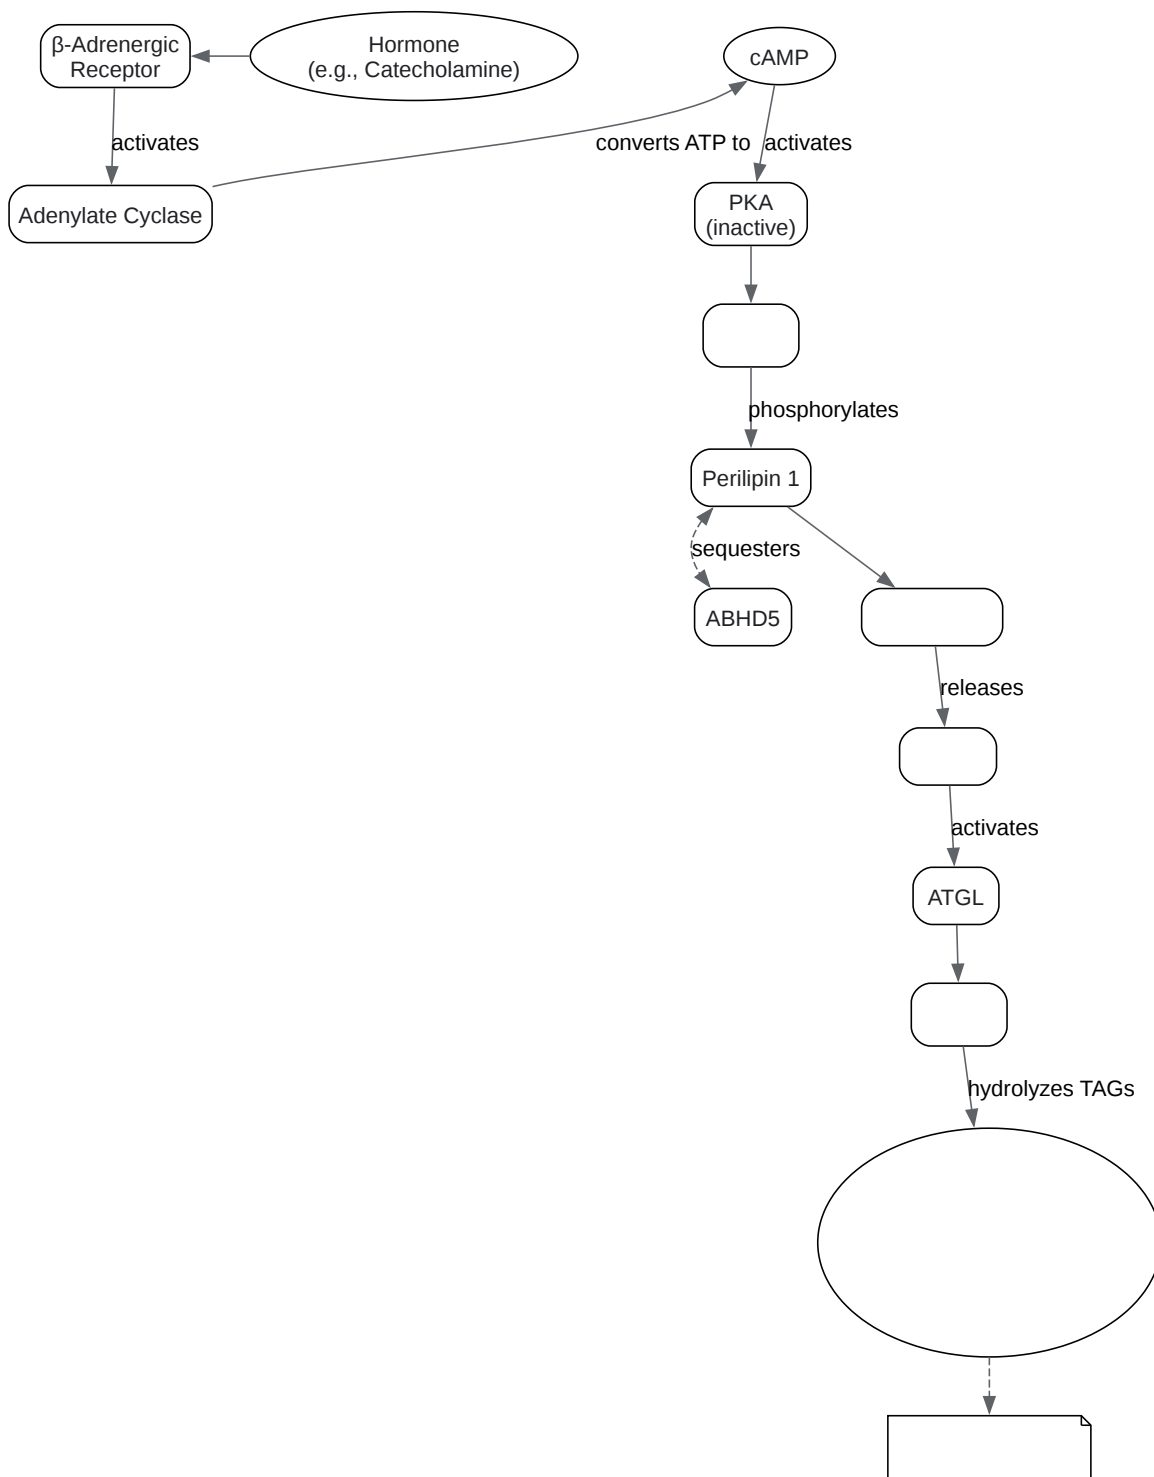 β-Adrenergic
Receptor
Hormone
(e.g., Catecholamine)
cAMP
activates
converts ATP to
activates
Adenylate Cyclase
PKA
(inactive)
phosphorylates
Perilipin 1
sequesters
ABHD5
releases
activates
ATGL
hydrolyzes TAGs